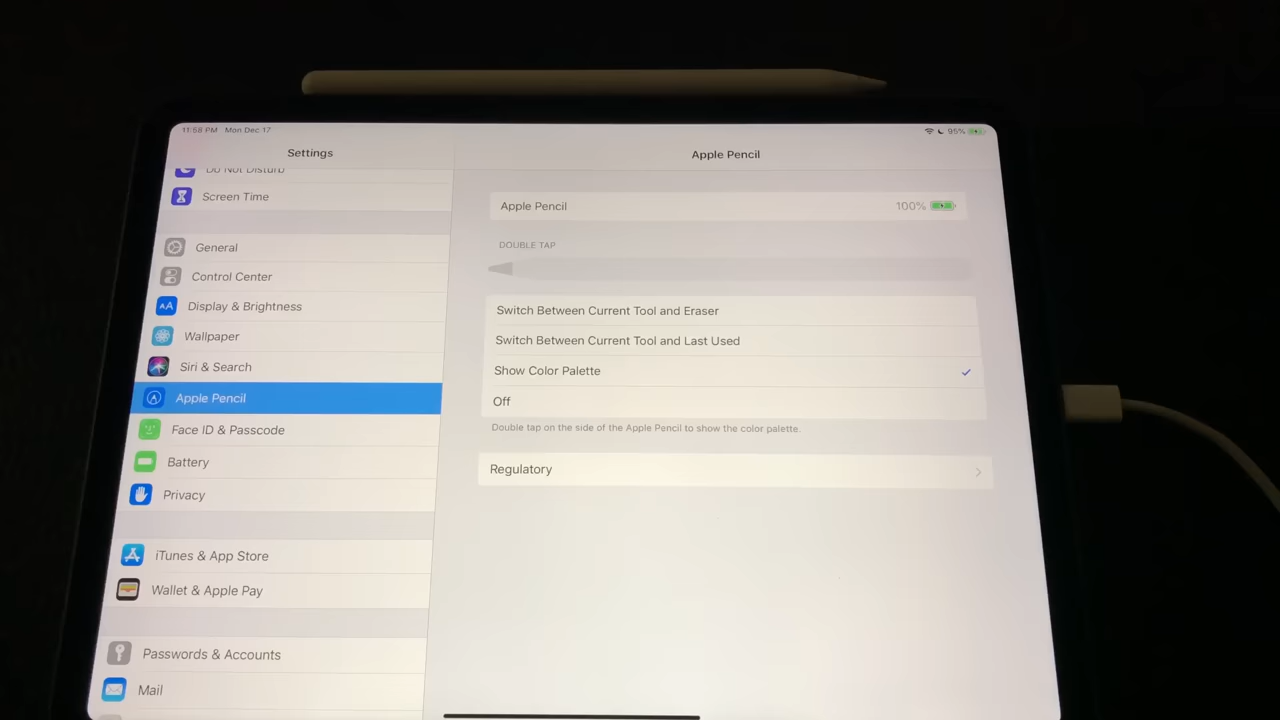 11:58 PM Mon Dec 17
95%
Settings
Do Not Disturb
Screen Time
General
Control Center
Display & Brightness
Wallpaper
Siri & Search
Apple Pencil
Face ID & Passcode
Battery
Privacy
iTunes & App Store
Wallet & Apple Pay
Passwords & Accounts
Mail
Apple Pencil
Apple Pencil 100%
DOUBLE TAP
Switch Between Current Tool and Eraser
Switch Between Current Tool and Last Used
Show Color Palette
Off
Double tap on the side of the Apple Pencil to show the color palette.
Regulatory